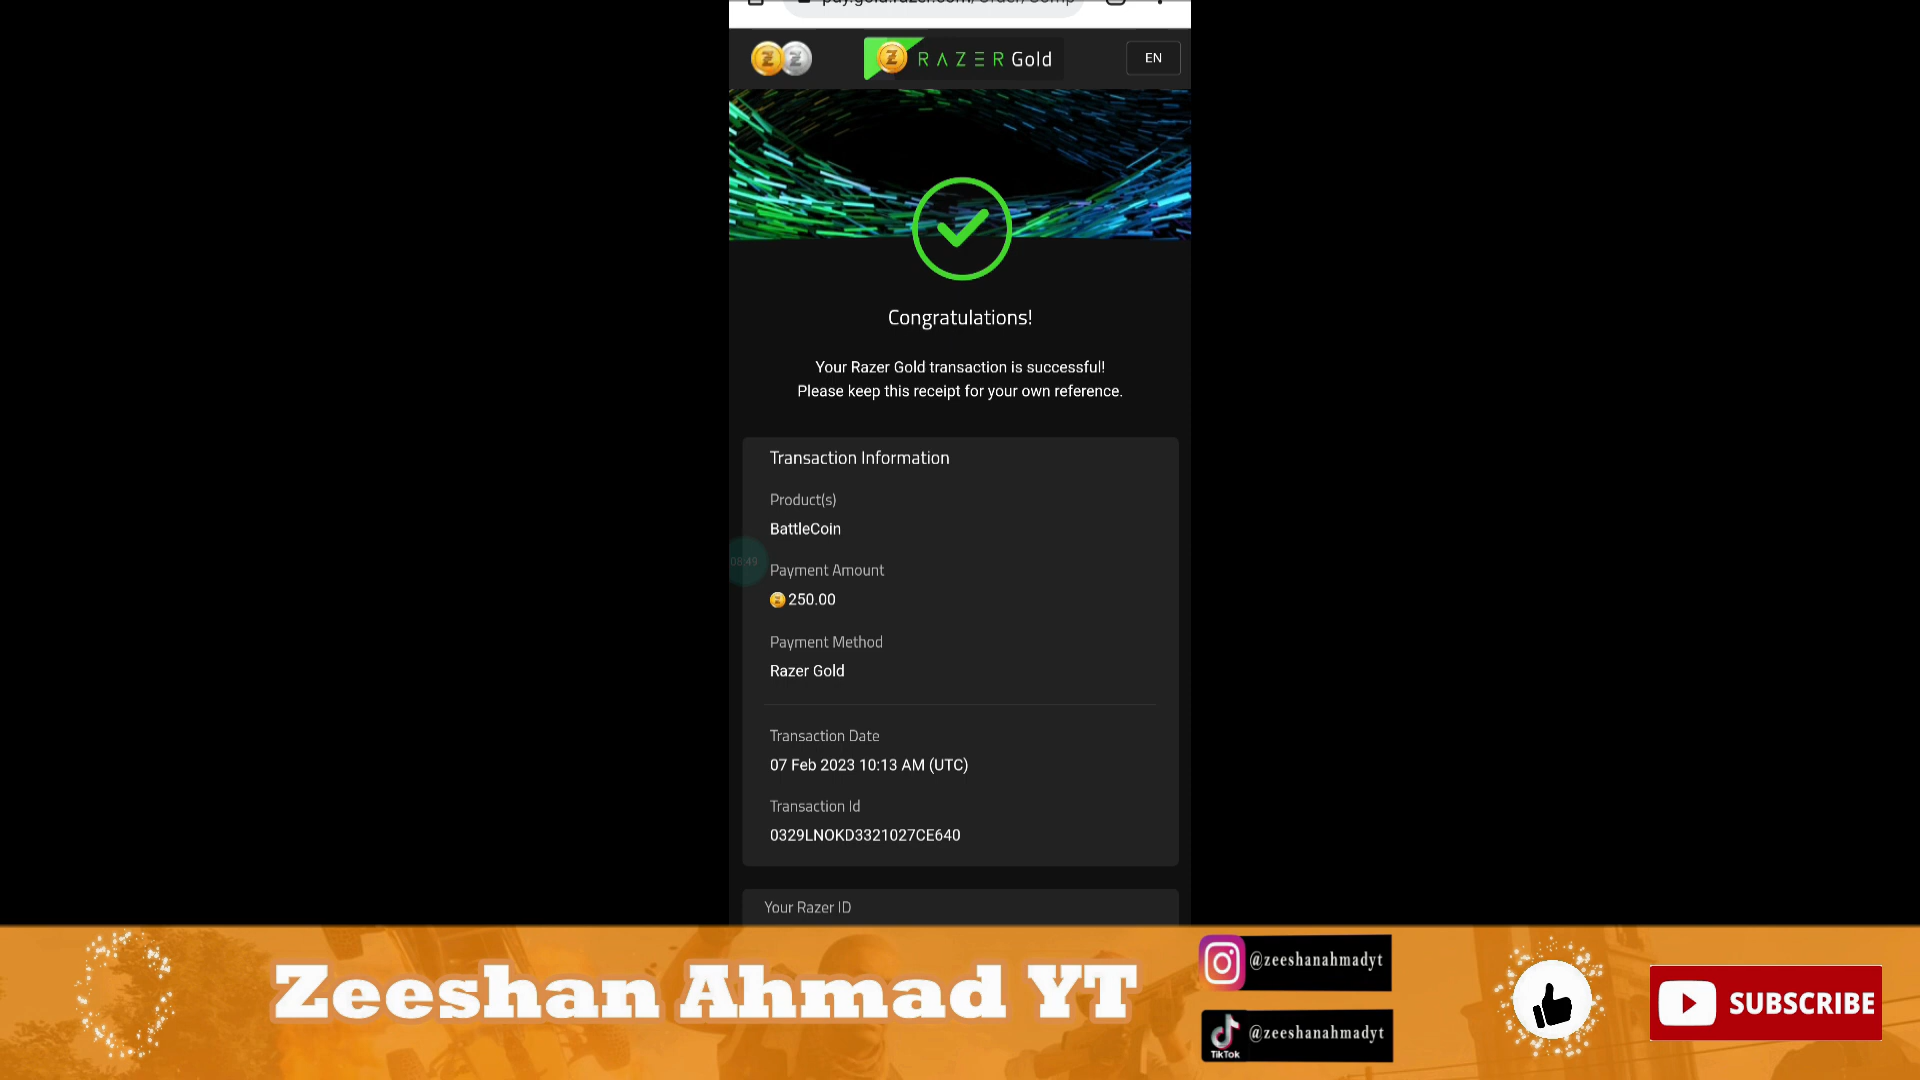 RAZER Gold
EN
Congratulations!
Your Razer Gold transaction is successful!
Please keep this receipt for your own reference.
Transaction Information
Product(s)
BattleCoin
08:49
Payment Amount
250.00
Payment Method
Razer Gold
Transaction Date
07 Feb 2023 10:13 AM (UTC)
Transaction Id
0329LNOKD3321027CE640
Your Razer ID
Zeeshan Ahmad YT
@zeeshanahmadyt
TikTok
@zeeshanahmadyt
SUBSCRIBE